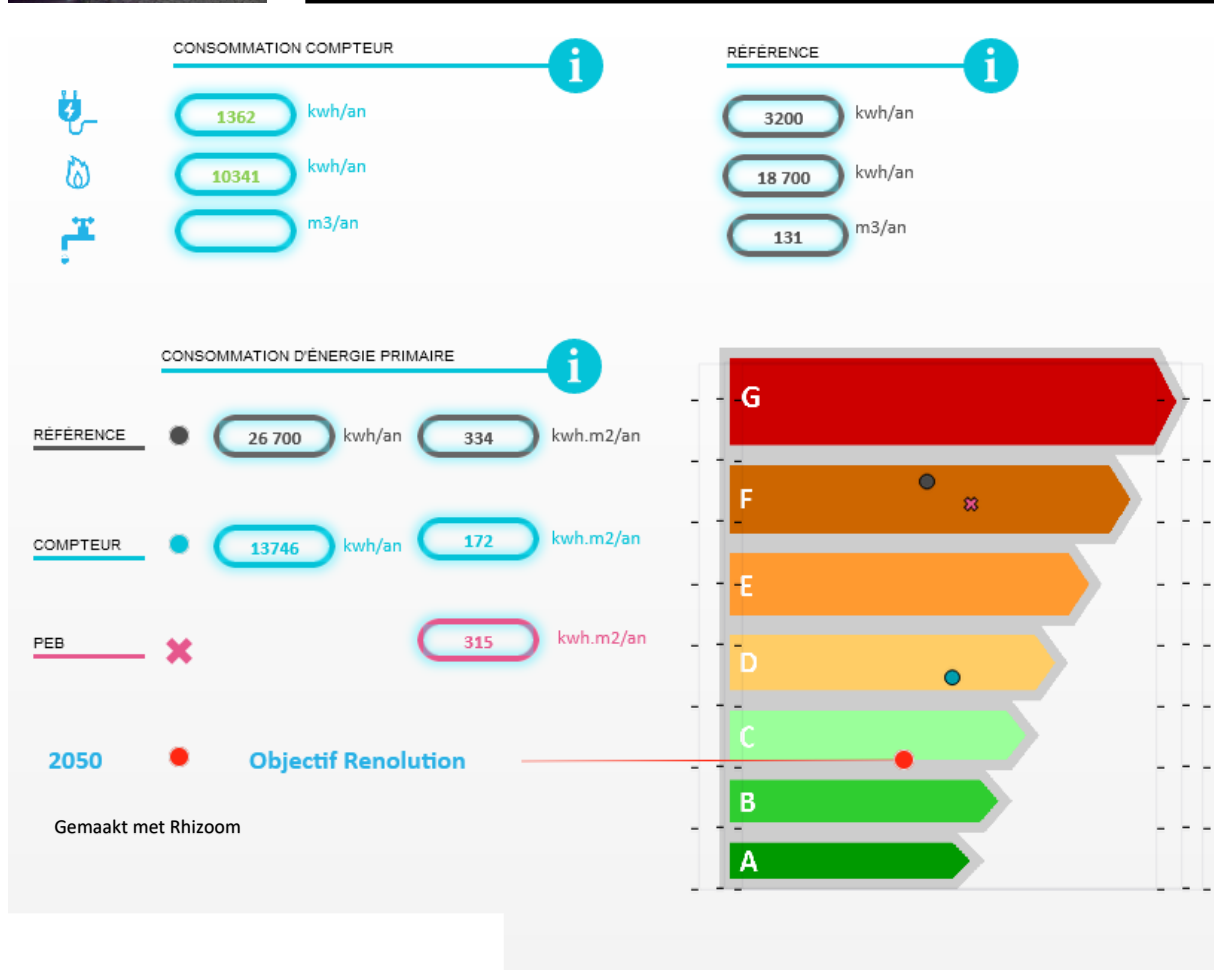 CONSOMMATION COMPTEUR
RÉFÉRENCE
1362 kwh/an
3200 kwh/an
10341 kwh/an
18 700 kwh/an
m3/an
131 m3/an
CONSOMMATION D'ÉNERGIE PRIMAIRE
G
RÉFÉRENCE 26 700 kwh/an 334 kwh.m2/an
F
COMPTEUR 13746 kwh/an 172 kwh.m2/an
E
PEB 315 kwh.m2/an
D
C
2050 Objectif Renolution
B
Gemaakt met Rhizoom
A